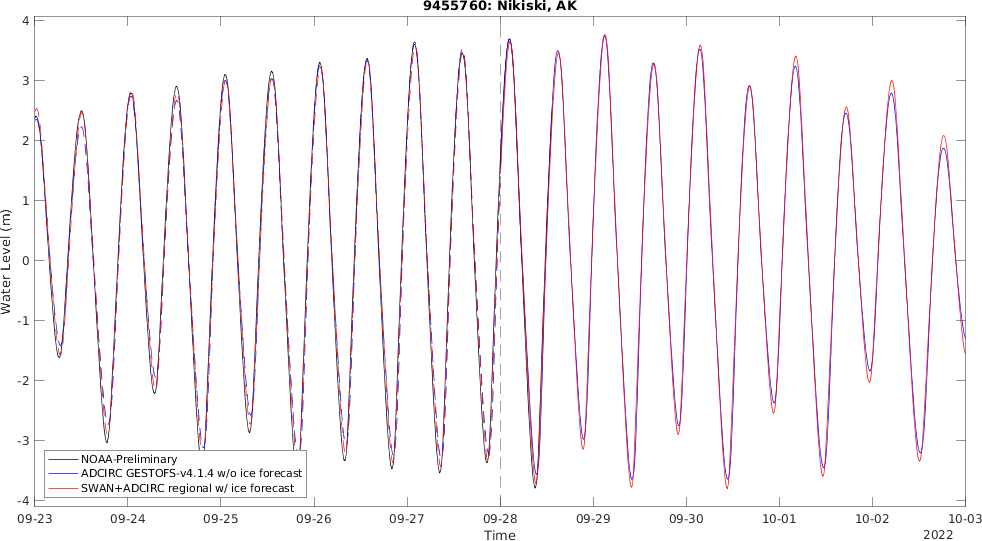 9455760: Nikiski, AK
Water Level (m)
4
3
2
1
0
-1
-2
-3
-4
NOAA-Preliminary
ADCIRC GESTOFS-v4.1.4 w/o ice forecast
SWAN+ADCIRC regional w/ ice forecast
09-23 09-24 09-25 09-26 09-27 09-28 09-29 09-30 10-01 10-02 10-03
Time
2022